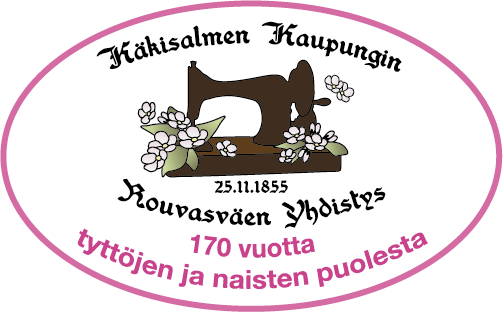 Käkisalmen Kaupungin
25.11.1855
Rouvasväen Yhdistys
170 vuotta
tyttöjen ja naisten puolesta